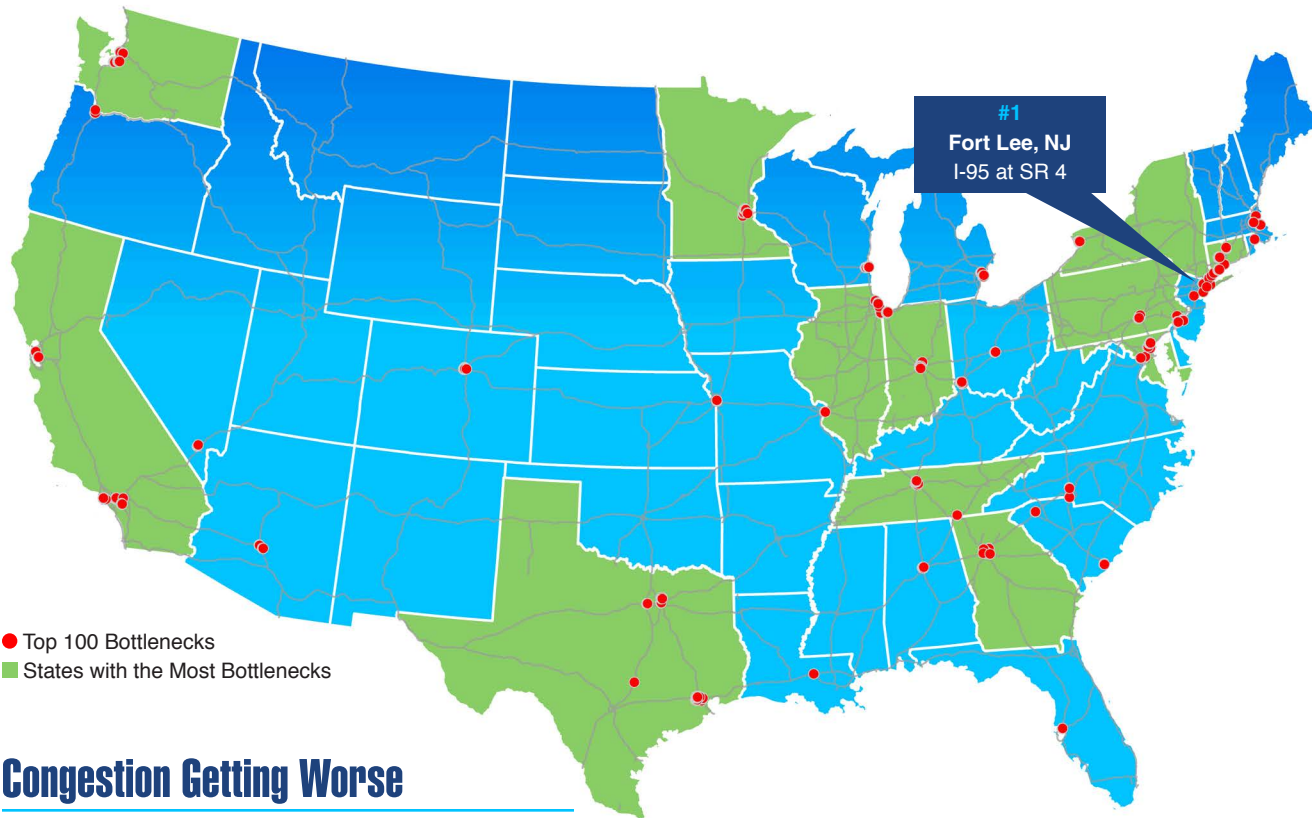 #1
Fort Lee, NJ
I-95 at SR 4
Top 100 Bottlenecks
States with the Most Bottlenecks
Congestion Getting Worse